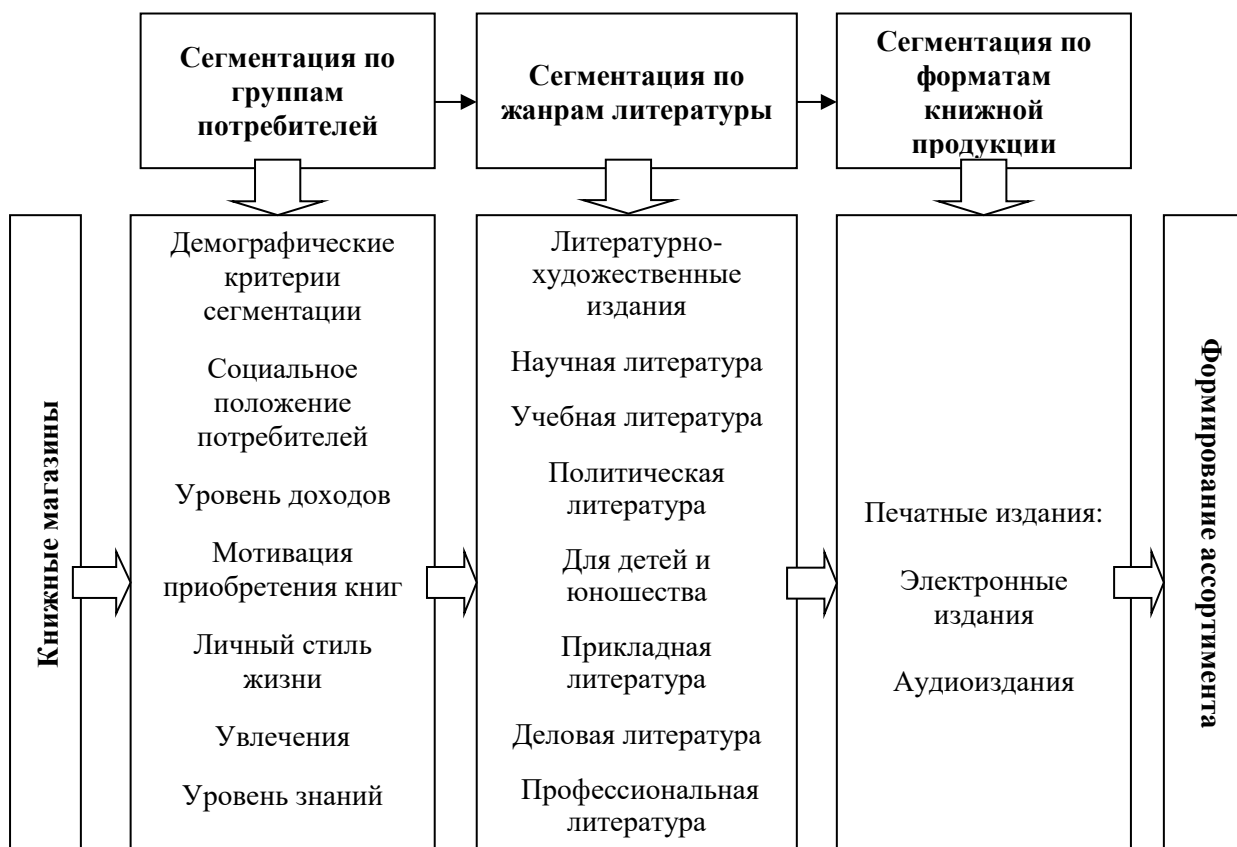 Сегментация по
группам
потребителей
Сегментация по
жанрам литературы
Сегментация по
форматам
книжной
продукции
Книжные магазины
Демографические
критерии
сегментации
Социальное
положение
потребителей
Уровень доходов
Мотивация
приобретения книг
Личный стиль
жизни
Увлечения
Уровень знаний
Литературно-
художественные
издания
Научная литература
Учебная литература
Политическая
литература
Для детей и
юношества
Прикладная
литература
Деловая литература
Профессиональная
литература
Печатные издания:
Электронные
издания
Аудиоиздания
Формирование ассортимента